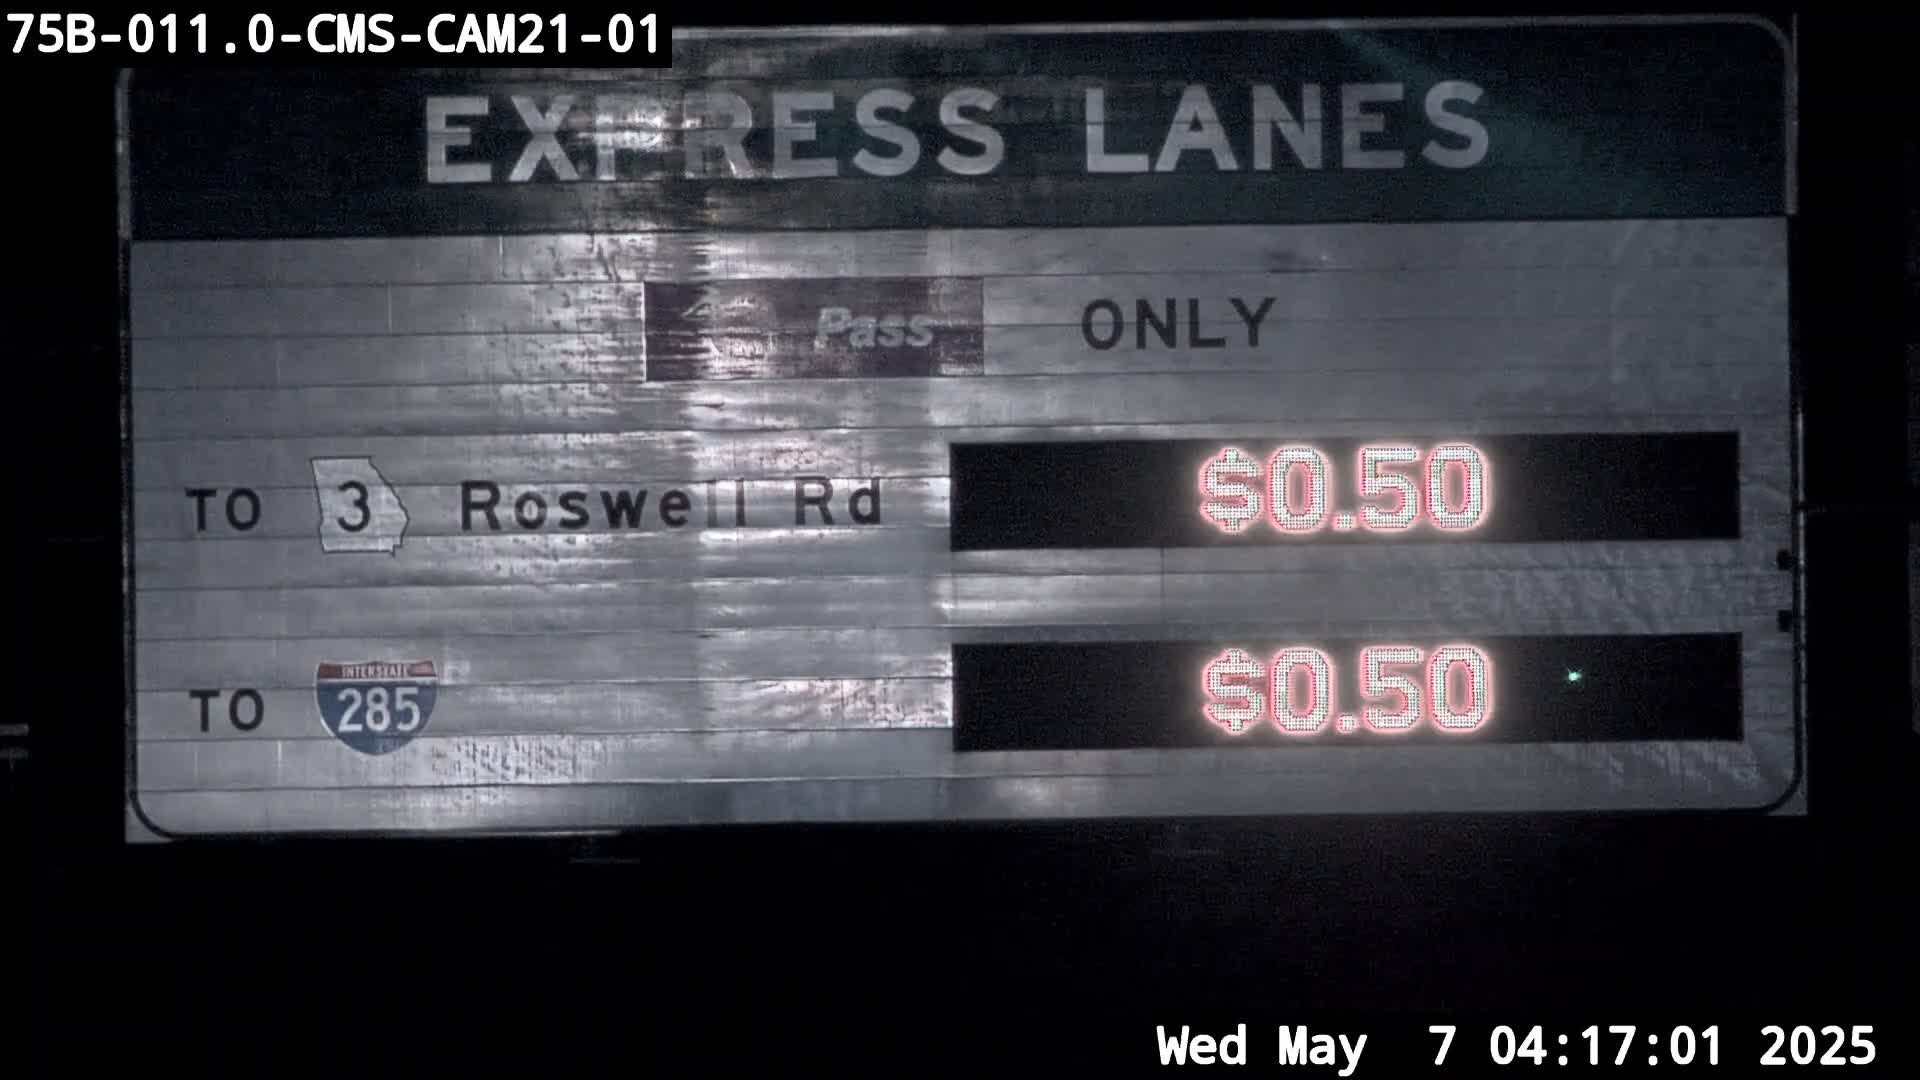 75B-011.0-CMS-CAM21-01
EXPRESS LANES
Pass ONLY
TO 3 Roswell Rd $0.50
INTERSTATE
TO 285 $0.50
Wed May 7 04:17:01 2025